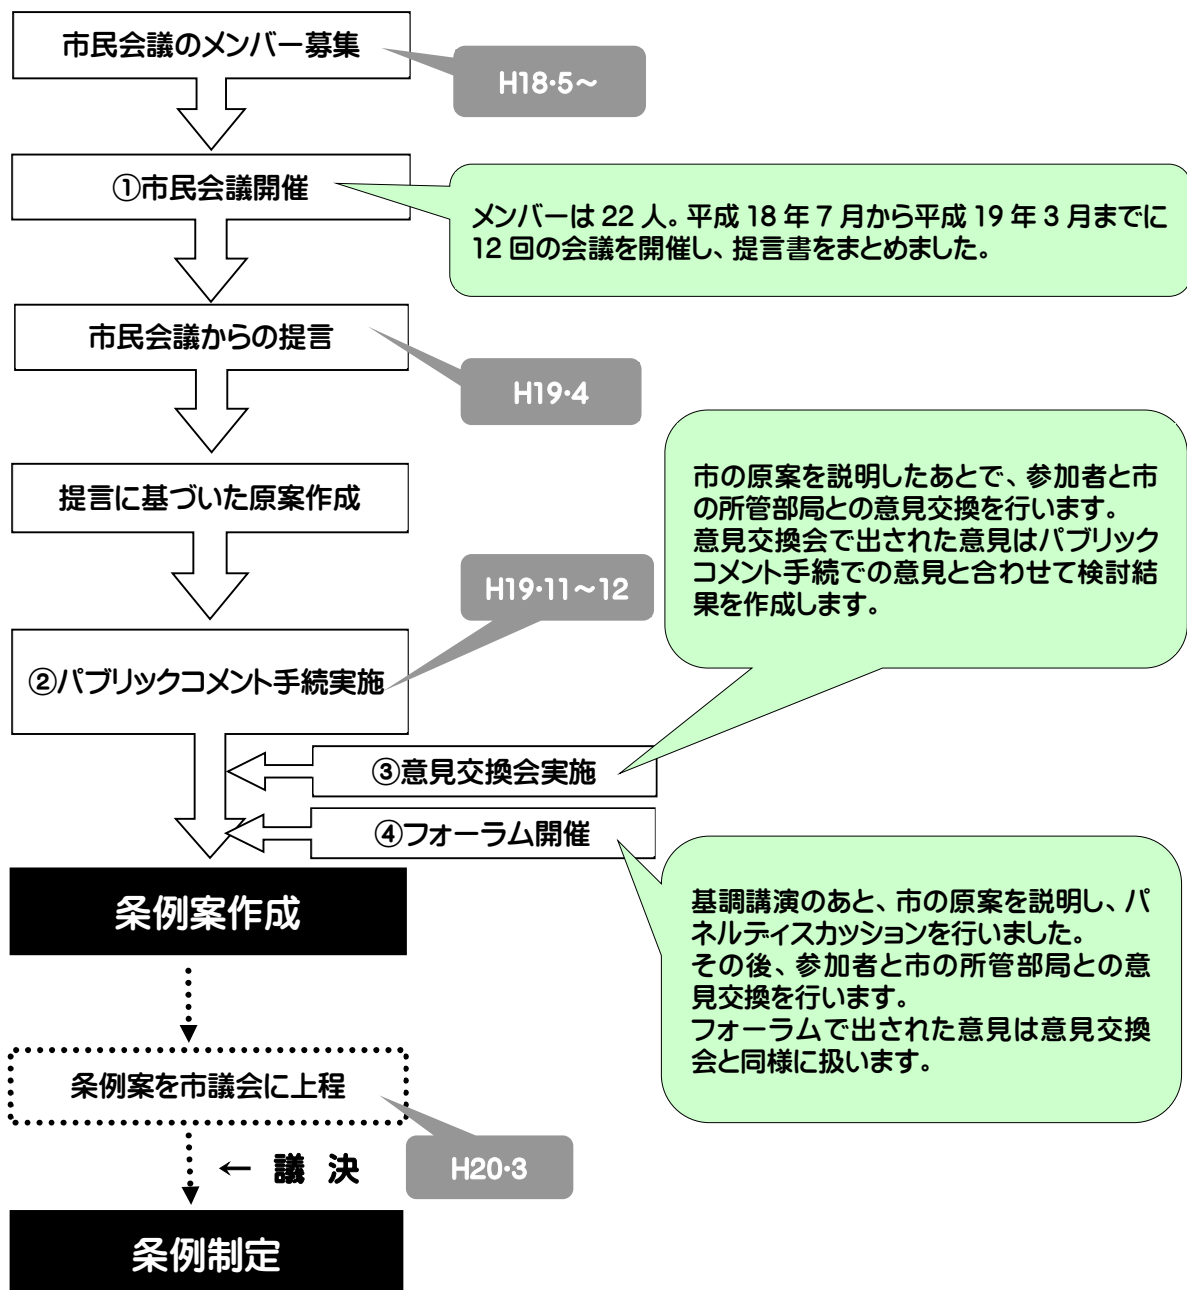 市民会議のメンバー募集
H18・5～
①市民会議開催
メンバーは 22 人。平成 18 年 7 月から平成 19 年 3 月までに
12 回の会議を開催し、提言書をまとめました。
市民会議からの提言
H19・4
提言に基づいた原案作成
市の原案を説明したあとで、参加者と市
の所管部局との意見交換を行います。
意見交換会で出された意見はパブリック
コメント手続での意見と合わせて検討結
果を作成します。
H19・11～12
②パブリックコメント手続実施
③意見交換会実施
④フォーラム開催
基調講演のあと、市の原案を説明し、パ
ネルディスカッションを行いました。
その後、参加者と市の所管部局との意
見交換を行います。
フォーラムで出された意見は意見交換
会と同様に扱います。
条例案作成
条例案を市議会に上程
H20・3
← 議 決
条例制定